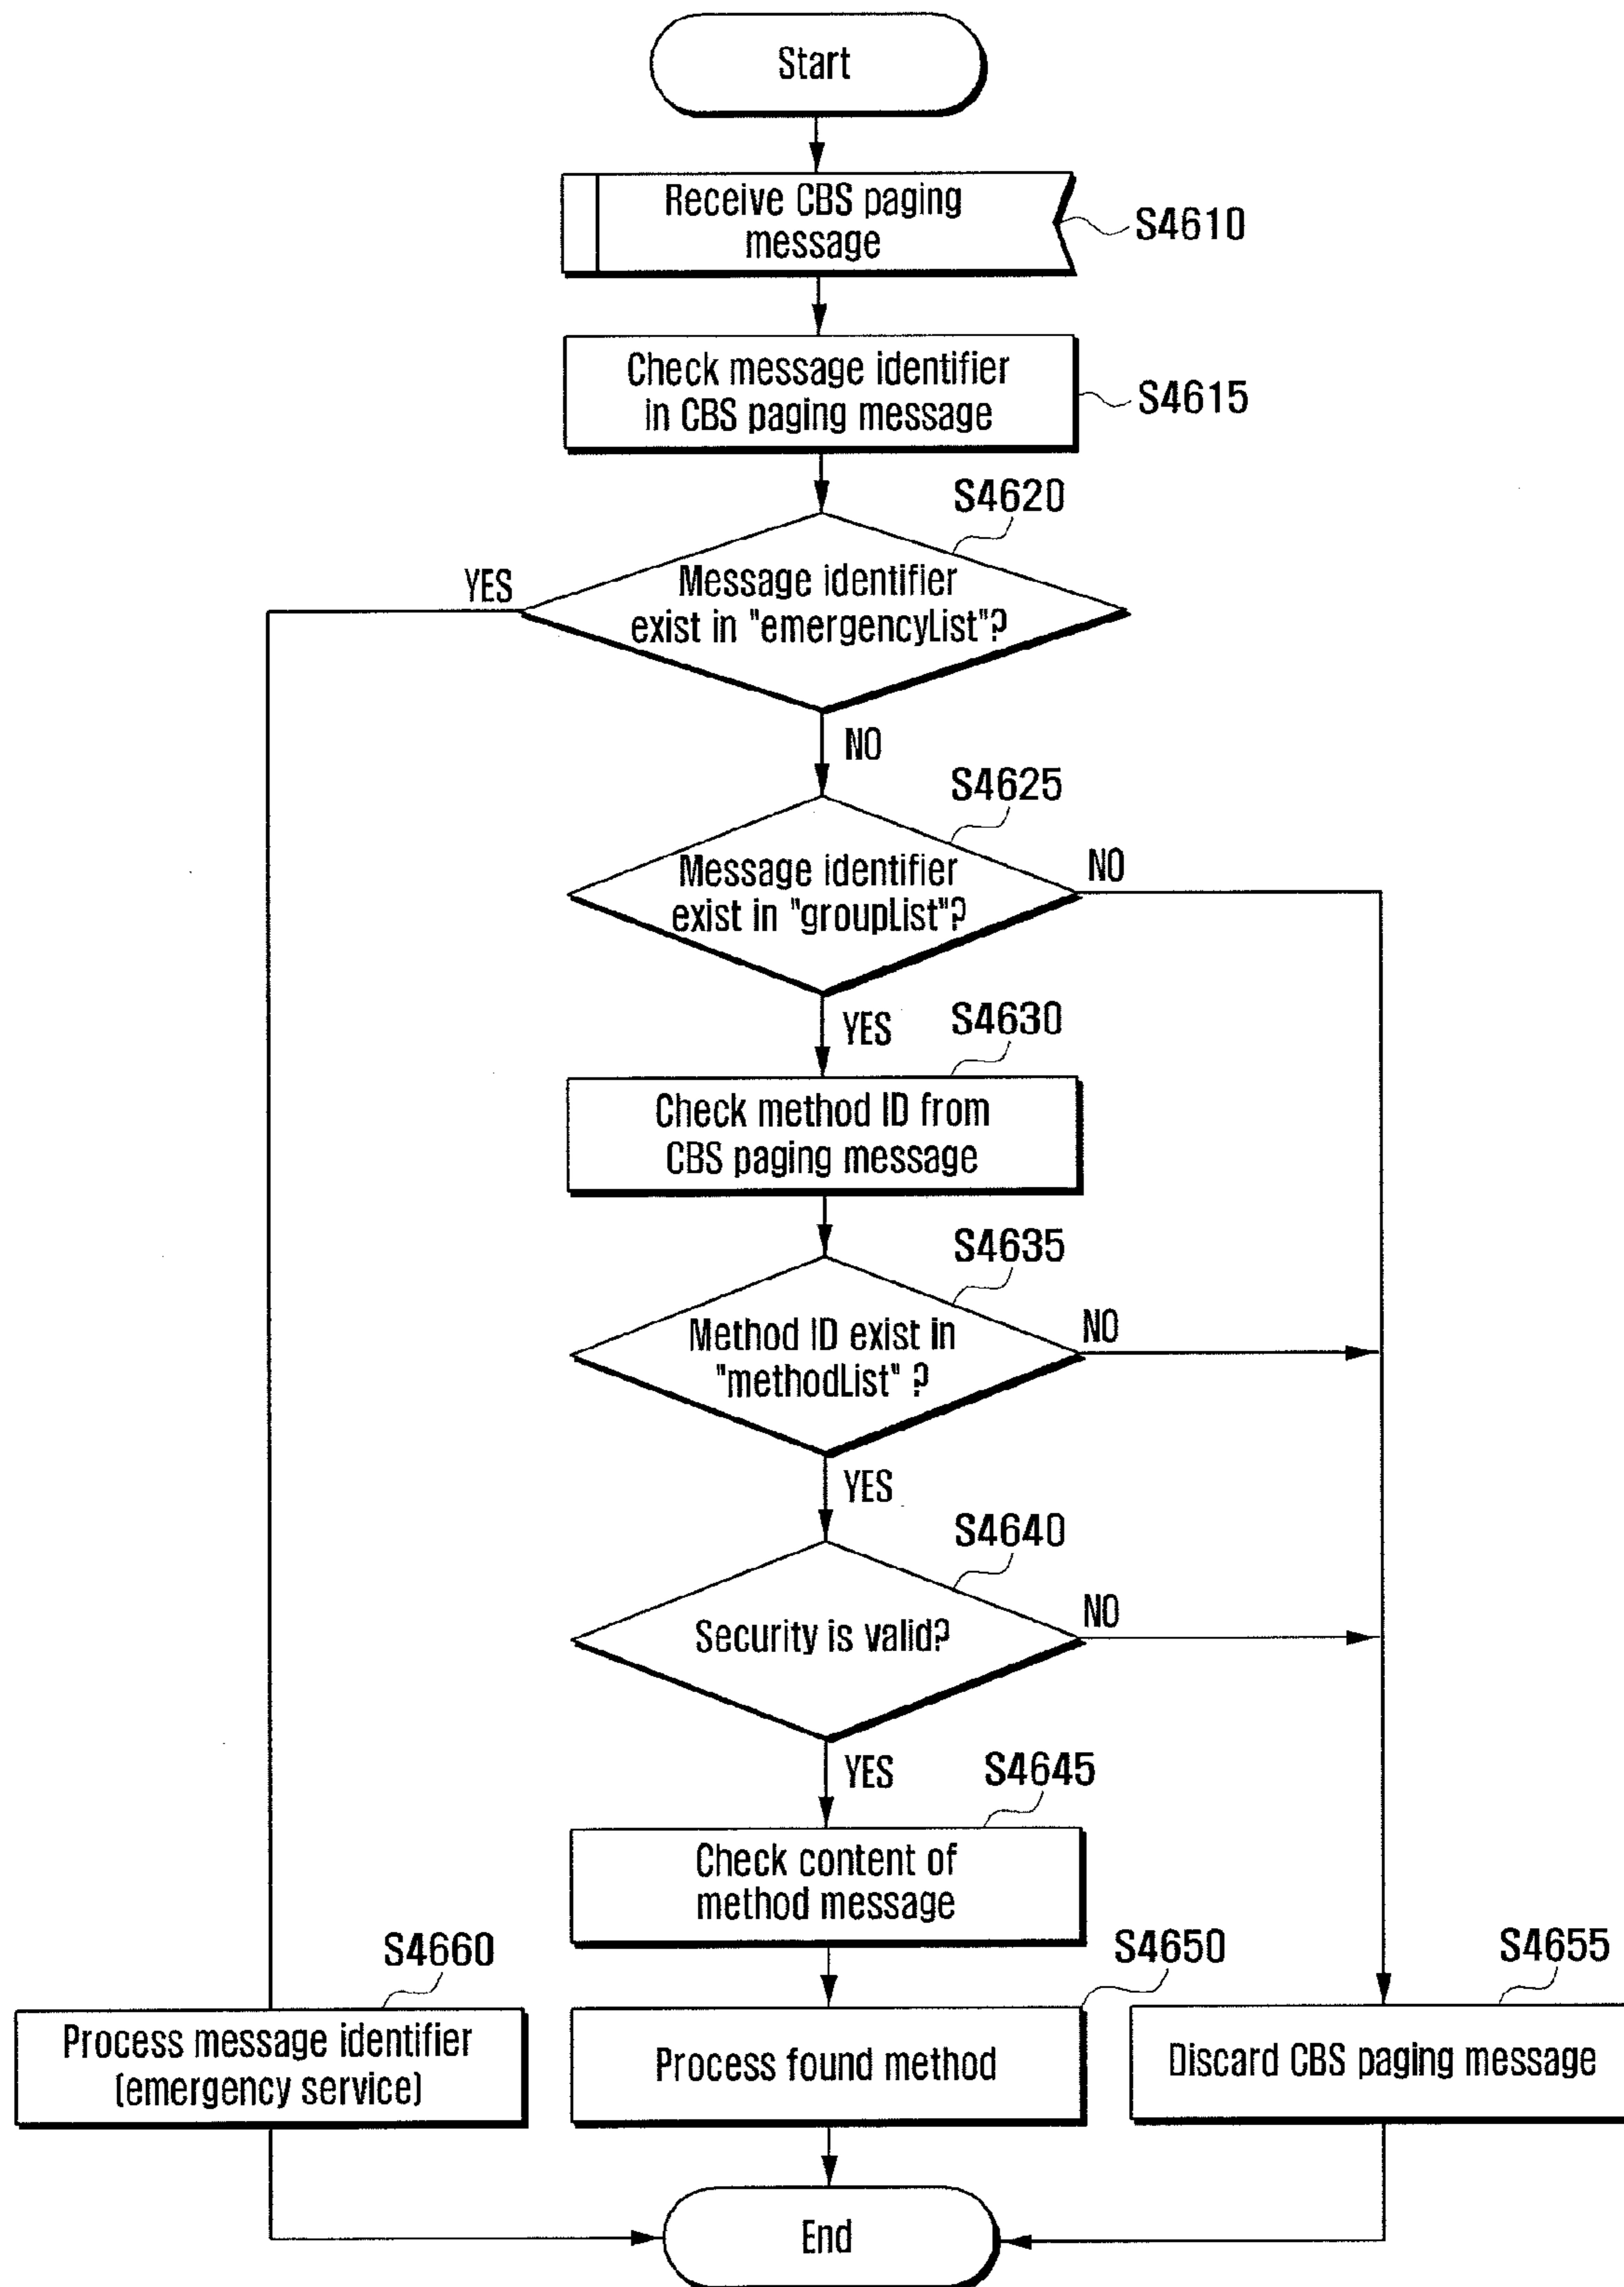 Start
Receive CBS paging
message
S4610
Check message identifier
in CBS paging message
S4615
S4620
YES
Message identifier
exist in "emergencyList"?
NO
S4625
Message identifier
exist in "groupList"?
NO
YES
S4630
Check method ID from
CBS paging message
S4635
Method ID exist in
"methodList" ?
NO
YES
S4640
Security is valid?
NO
YES
S4645
Check content of
method message
S4660
S4650
S4655
Process message identifier
(emergency service)
Process found method
Discard CBS paging message
End